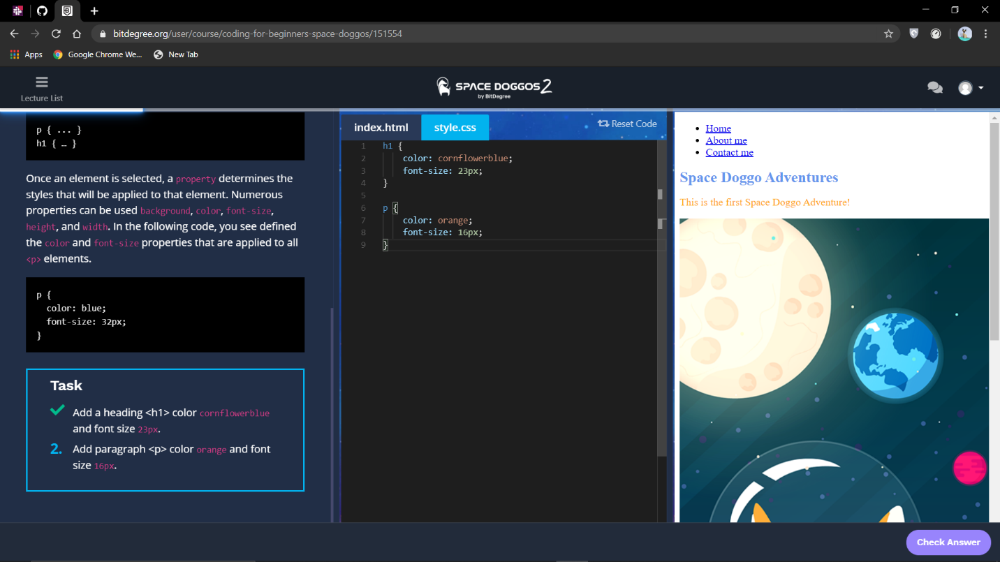 bitdegree.org/user/course/coding-for-beginners-space-doggos/151554
Apps
Google Chrome We...
New Tab
Lecture List
SPACE DOGGOS 2
by BitDegree
p { ... }
h1 { … }
Once an element is selected, a property determines the
styles that will be applied to that element. Numerous
properties can be used background, color, font-size,
height, and width. In the following code, you see defined
the color and font-size properties that are applied to all
<p> elements.
p {
color: blue;
font-size: 32px;
}
Task
Add a heading <h1> color cornflowerblue
and font size 23px.
2. Add paragraph <p> color orange and font
size 16px.
index.html
style.css
Reset Code
1 h1 {
2 color: cornflowerblue;
3 font-size: 23px;
4 }
5
6 p {
7 color: orange;
8 font-size: 16px;
9 }
Home
About me
Contact me
Space Doggo Adventures
This is the first Space Doggo Adventure!
Check Answer